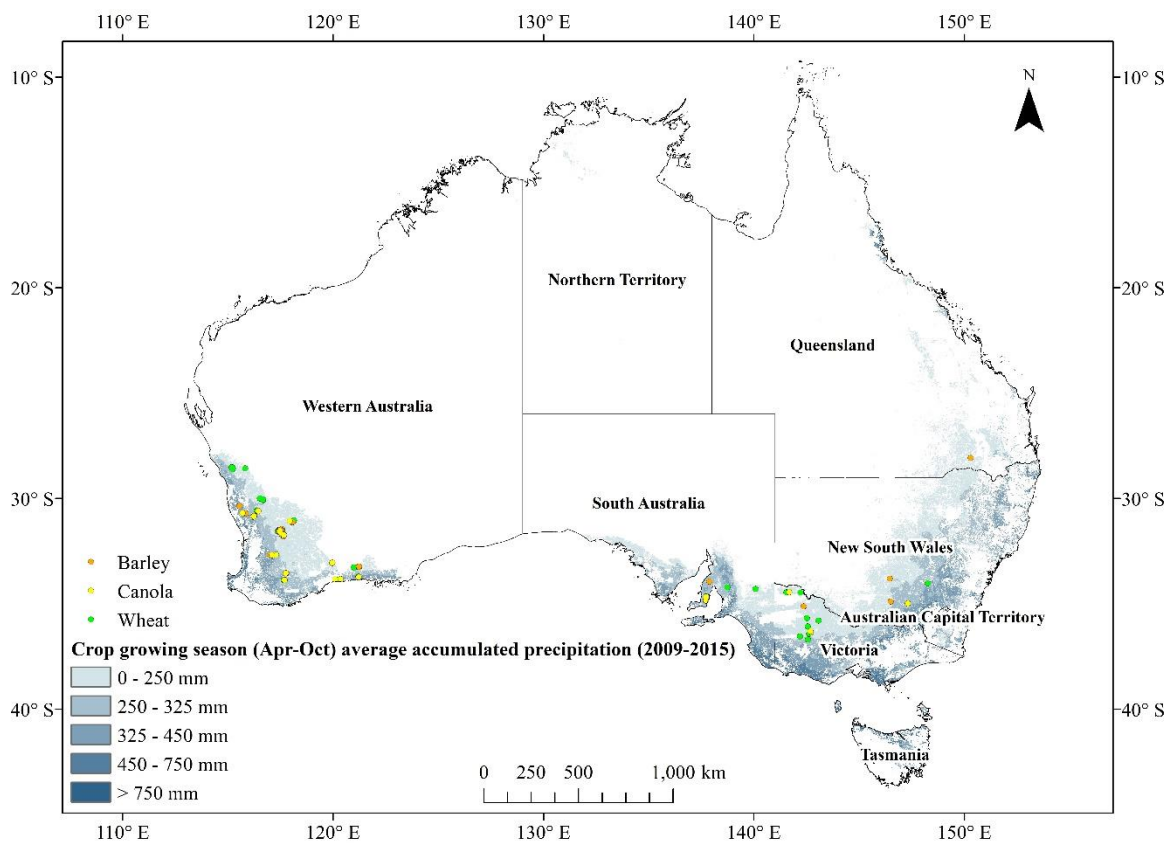 110° E 120° E 130° E 140° E 150° E
N
10° S 10° S
Northern Territory
20° S 20° S
Queensland
Western Australia
30° S 30° S
South Australia
New South Wales
Barley
Canola
Wheat
Australian Capital Territory
Victoria
Crop growing season (Apr-Oct) average accumulated precipitation (2009-2015)
0 - 250 mm
250 - 325 mm
325 - 450 mm
450 - 750 mm
> 750 mm
40° S 40° S
Tasmania
0 250 500 1,000 km
110° E 120° E 130° E 140° E 150° E